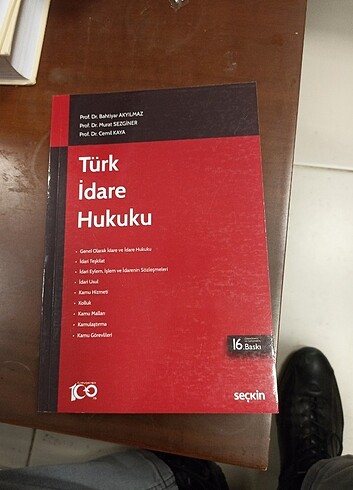 Prof. Dr. Bahtiyar AKYILMAZ
Prof. Dr. Murat SEZGİNER
Prof. Dr. Cemil KAYA
Türk
İdare
Hukuku
• Genel Olarak İdare ve İdare Hukuku
• İdari Teşkilat
• İdari Eylem, İşlem ve İdarenin Sözleşmeleri
• İdari Usul
• Kamu Hizmeti
• Kolluk
• Kamu Malları
• Kamulaştırma
• Kamu Görevlileri
16.
Baskı
100
seçkin